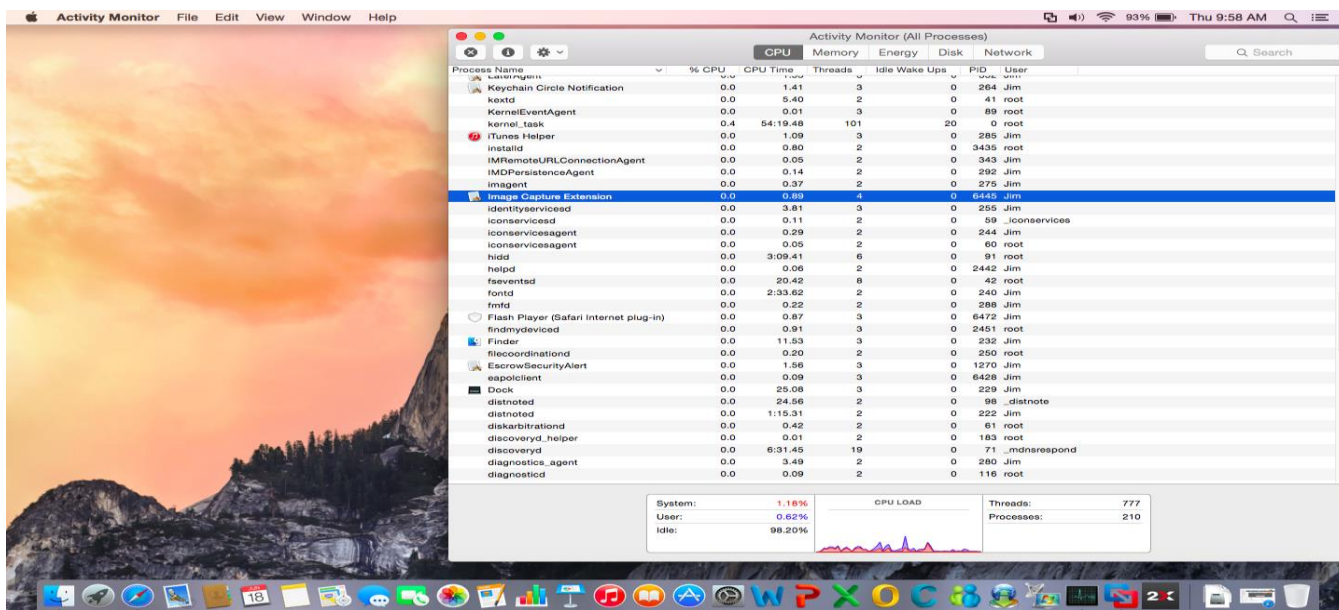 Activity Monitor File Edit View Window Help 93% Thu 9:58 AM
Activity Monitor (All Processes)
CPU Memory Energy Disk Network Search
Process Name % CPU CPU Time Threads Idle Wake Ups PID User
Keychain Circle Notification 0.0 1.41 3 0 264 Jim
kextd 0.0 5.40 2 0 41 root
KernelEventAgent 0.0 0.01 3 0 89 root
kernel_task 0.4 54:19.48 101 20 0 root
iTunes Helper 0.0 1.09 3 0 285 Jim
installd 0.0 0.80 2 0 3435 root
IMRemoteURLConnectionAgent 0.0 0.05 2 0 343 Jim
IMDPersistenceAgent 0.0 0.14 2 0 292 Jim
imagent 0.0 0.37 2 0 275 Jim
Image Capture Extension 0.0 0.89 4 0 6445 Jim
identityservicesd 0.0 3.81 3 0 255 Jim
iconservicesd 0.0 0.11 2 0 59 _iconservices
iconservicesagent 0.0 0.29 2 0 244 Jim
iconservicesagent 0.0 0.05 2 0 60 root
hidd 0.0 3:09.41 6 0 91 root
helpd 0.0 0.06 2 0 2442 Jim
fseventsd 0.0 20.42 8 0 42 root
fontd 0.0 2:33.62 2 0 240 Jim
fmfd 0.0 0.22 2 0 288 Jim
Flash Player (Safari Internet plug-in) 0.0 0.87 3 0 6472 Jim
findmydeviced 0.0 0.91 3 0 2451 root
Finder 0.0 11.53 3 0 232 Jim
filecoordinationd 0.0 0.20 2 0 250 root
EscrowSecurityAlert 0.0 1.56 3 0 1270 Jim
eapolclient 0.0 0.09 3 0 6428 Jim
Dock 0.0 25.08 3 0 229 Jim
distnoted 0.0 24.56 2 0 98 _distnote
distnoted 0.0 1:15.31 2 0 222 Jim
diskarbitrationd 0.0 0.42 2 0 61 root
discoveryd_helper 0.0 0.01 2 0 183 root
discoveryd 0.0 6:31.45 19 0 71 _mdnsrespond
diagnostics_agent 0.0 3.49 2 0 280 Jim
diagnosticd 0.0 0.09 2 0 116 root
System: 1.18% CPU LOAD Threads: 777
User: 0.62% Processes: 210
Idle: 98.20%
18 W P X O C 2X